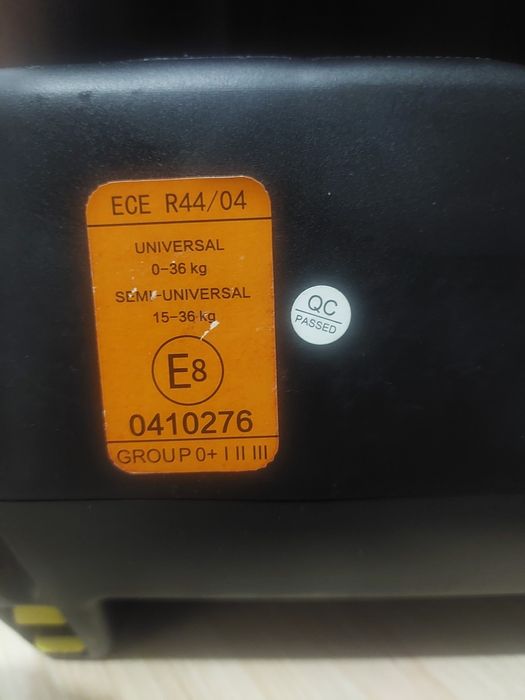 ECE R44/04
UNIVERSAL
0-36 kg
SEMI-UNIVERSAL
15-36 kg
E8
0410276
GROUP 0+ I II III
QC
PASSED